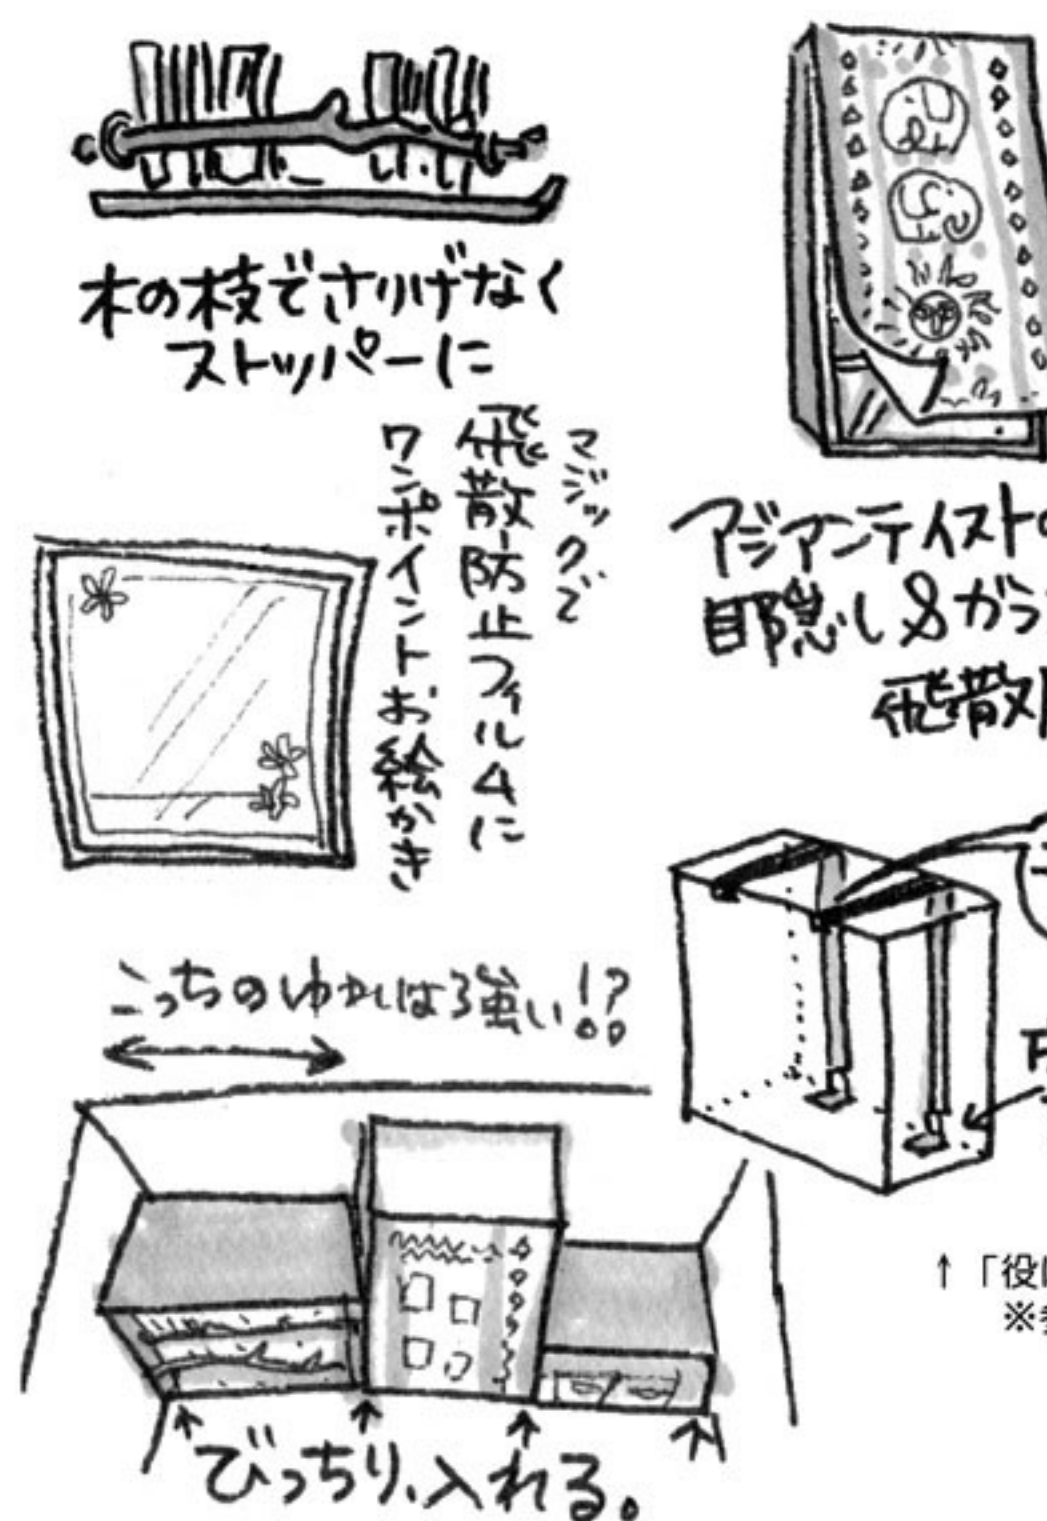 木の枝でさりげなく
ストッパーに
マジックで
飛散防止フィルムに
ワンポイントお絵かき
アジアンテイスト
目隠し&ガラ
飛散
こっちのゆかは強い!?
びっちり、入れる。
↑「役
※